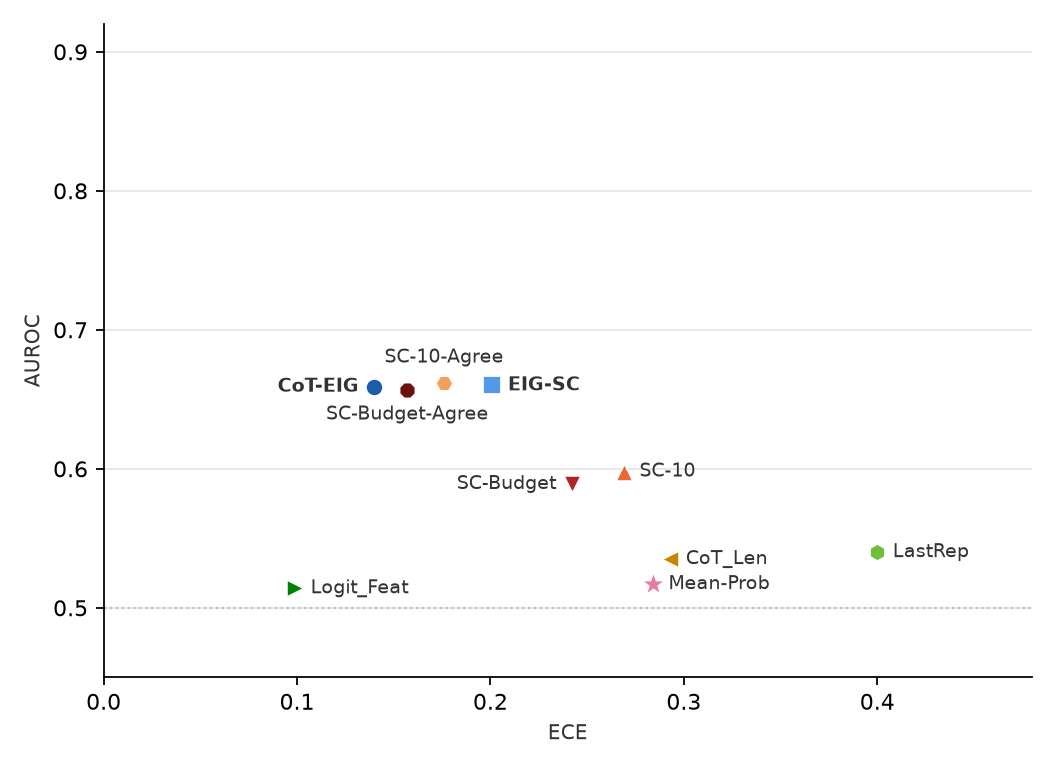 0.9
0.8
0.7
0.6
0.5
AUROC
SC-10-Agree
CoT-EIG
EIG-SC
SC-Budget-Agree
SC-10
SC-Budget
LastRep
CoT_Len
Mean-Prob
Logit_Feat
0.0 0.1 0.2 0.3 0.4
ECE